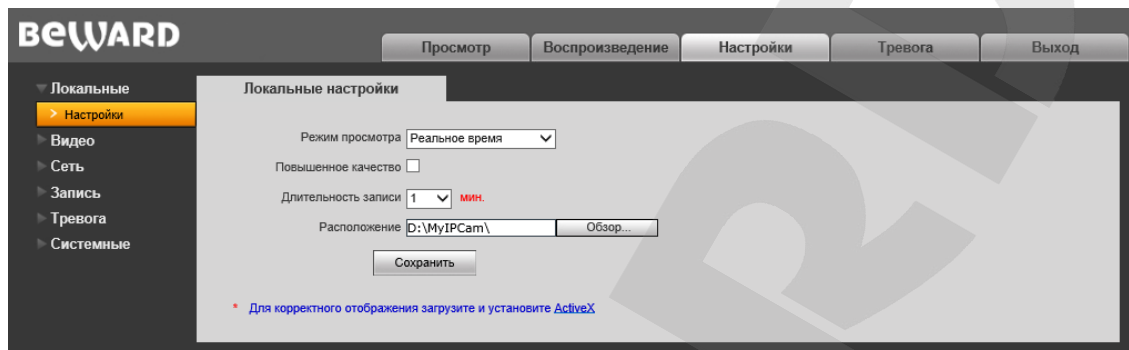 BEWARD
Просмотр Воспроизведение Настройки Тревога Выход
Локальные
Настройки
Видео
Сеть
Запись
Тревога
Системные
Локальные настройки
Режим просмотра Реальное время
Повышенное качество
Длительность записи 1 мин.
Расположение D:\MyIPCam\ Обзор...
Сохранить
* Для корректного отображения загрузите и установите ActiveX